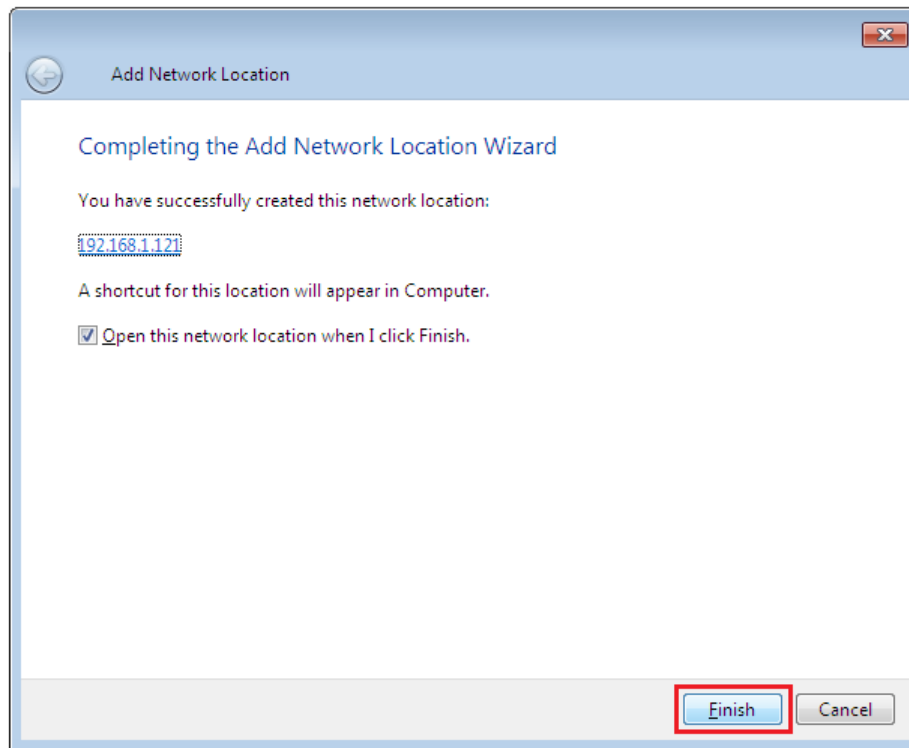 Add Network Location
Completing the Add Network Location Wizard
You have successfully created this network location:
192.168.1.121
A shortcut for this location will appear in Computer.
Open this network location when I click Finish.
Finish Cancel